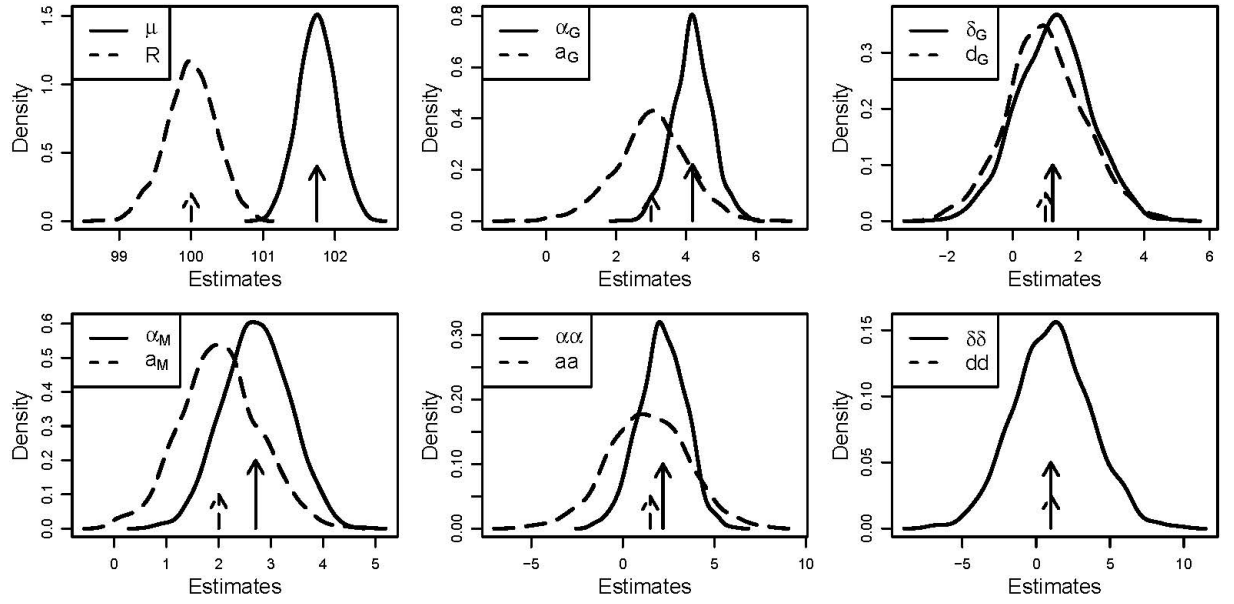 μ
R
Density
0.0 0.5 1.0 1.5
99 100 101 102
Estimates
αG
aG
Density
0.0 0.2 0.4 0.6 0.8
0 2 4 6
Estimates
δG
dG
Density
0.0 0.1 0.2 0.3
−2 0 2 4 6
Estimates
αM
aM
Density
0.0 0.1 0.2 0.3 0.4 0.5 0.6
0 1 2 3 4 5
Estimates
αα
aa
Density
0.00 0.10 0.20 0.30
−5 0 5 10
Estimates
δδ
dd
Density
0.00 0.05 0.10 0.15
−5 0 5 10
Estimates